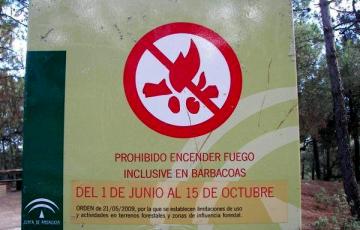 PROHIBIDO ENCENDER FUEGO
INCLUSIVE EN BARBACOAS
DEL 1 DE JUNIO AL 15 DE OCTUBRE
ORDEN de 21/05/2009, por la que se establecen limitaciones de uso
y actividades en terrenos forestales y zonas de influencia forestal.
JUNTA DE ANDALUCIA